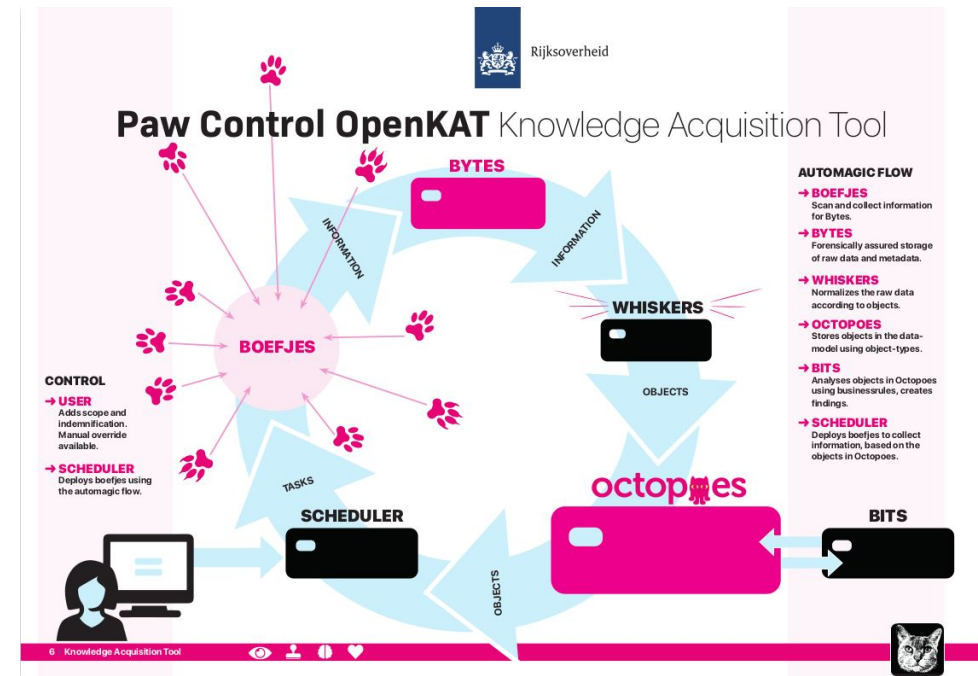 Rijksoverheid
Paw Control OpenKAT Knowledge Acquisition Tool
BYTES
INFORMATION
INFORMATION
WHISKERS
BOEFJES
OBJECTS
octopoes
TASKS
SCHEDULER
BITS
OBJECTS
CONTROL
➔ USER
Adds scope and
indemnification.
Manual override
available.
➔ SCHEDULER
Deploys boefjes using
the automagic flow.
AUTOMAGIC FLOW
➔ BOEFJES
Scan and collect information
for Bytes.
➔ BYTES
Forensically assured storage
of raw data and metadata.
➔ WHISKERS
Normalizes the raw data
according to objects.
➔ OCTOPOES
Stores objects in the data-
model using object-types.
➔ BITS
Analyses objects in Octopoes
using businessrules, creates
findings.
➔ SCHEDULER
Deploys boefjes to collect
information, based on the
objects in Octopoes.
6 Knowledge Acquisition Tool